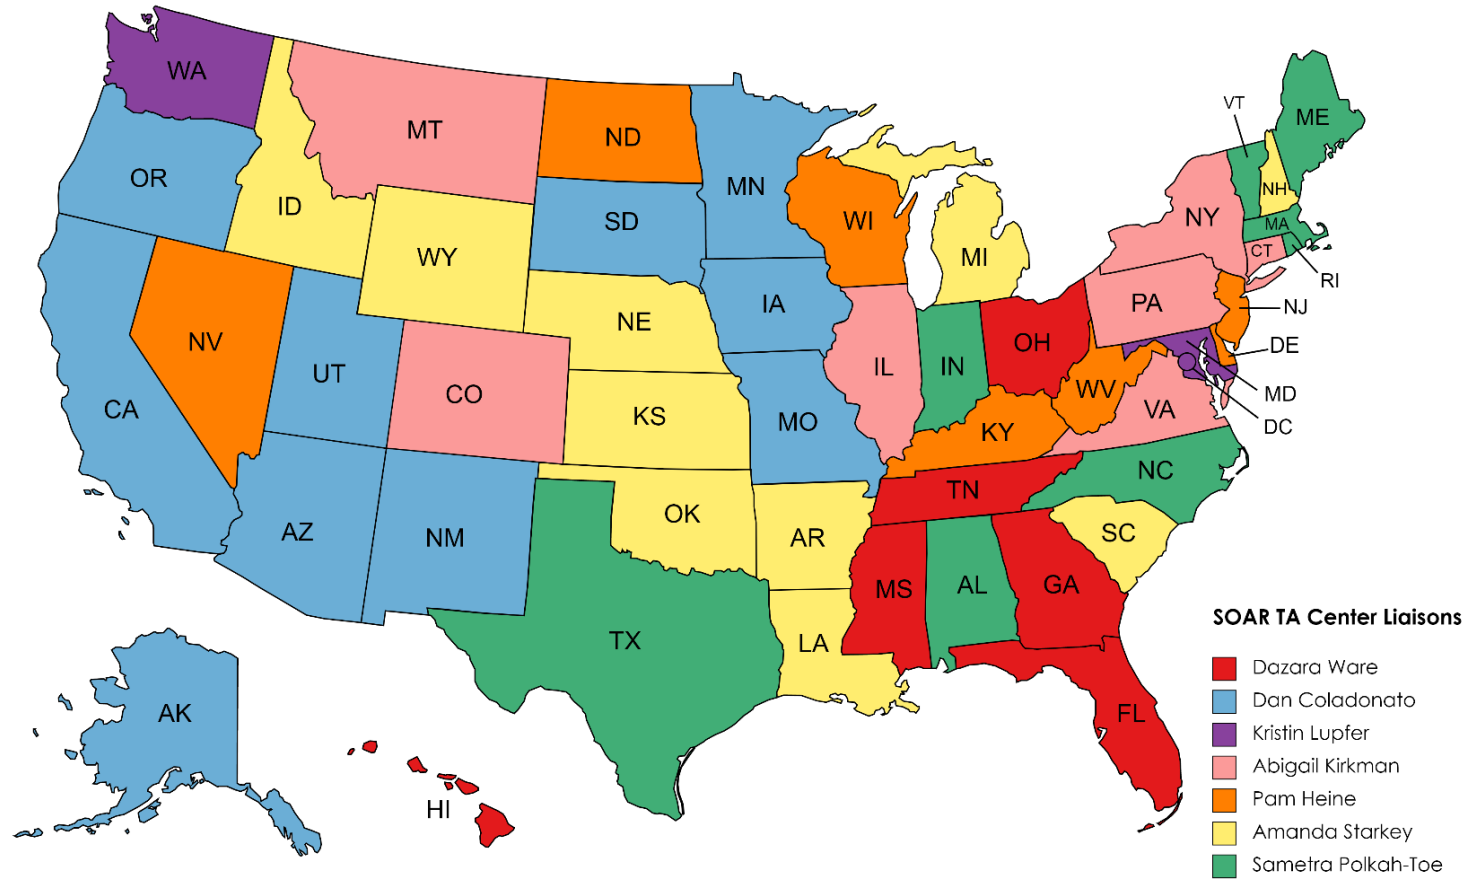 WA
MT
ND
OR
ID
WY
SD
MN
WI
MI
VT
ME
NH
NY
MA
CT
RI
NV
NE
IA
PA
NJ
UT
CO
KS
MO
IL
IN
OH
WV
DE
MD
DC
CA
KY
VA
AZ
NM
OK
AR
TN
NC
SC
TX
LA
MS
AL
GA
FL
AK
HI
SOAR TA Center Liaisons
Dazara Ware
Dan Coladonato
Kristin Lupfer
Abigail Kirkman
Pam Heine
Amanda Starkey
Sametra Polkah-Toe